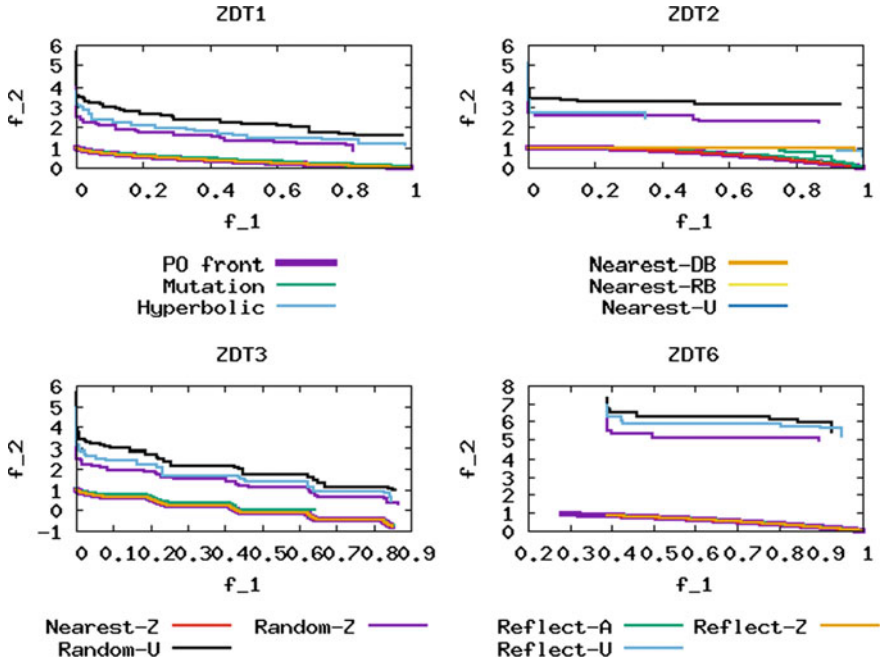 ZDT1 ZDT2
6 6
5 5
4 4
f_2 3 f_2 3
2 2
1 1
0 0
0 0.2 0.4 0.6 0.8 1 0 0.2 0.4 0.6 0.8 1
f_1 f_1
PO front Nearest-DB
Mutation Nearest-RB
Hyperbolic Nearest-U
ZDT3 ZDT6
6 8
5 7
4 6
f_2 3 f_2 5
2 4
1 3
0 2
-1 1
0
0 0.1 0.2 0.3 0.4 0.5 0.6 0.7 0.8 0.9 0.2 0.3 0.4 0.5 0.6 0.7 0.8 0.9 1
f_1 f_1
Nearest-Z Random-Z Reflect-A Reflect-Z
Random-U Reflect-U